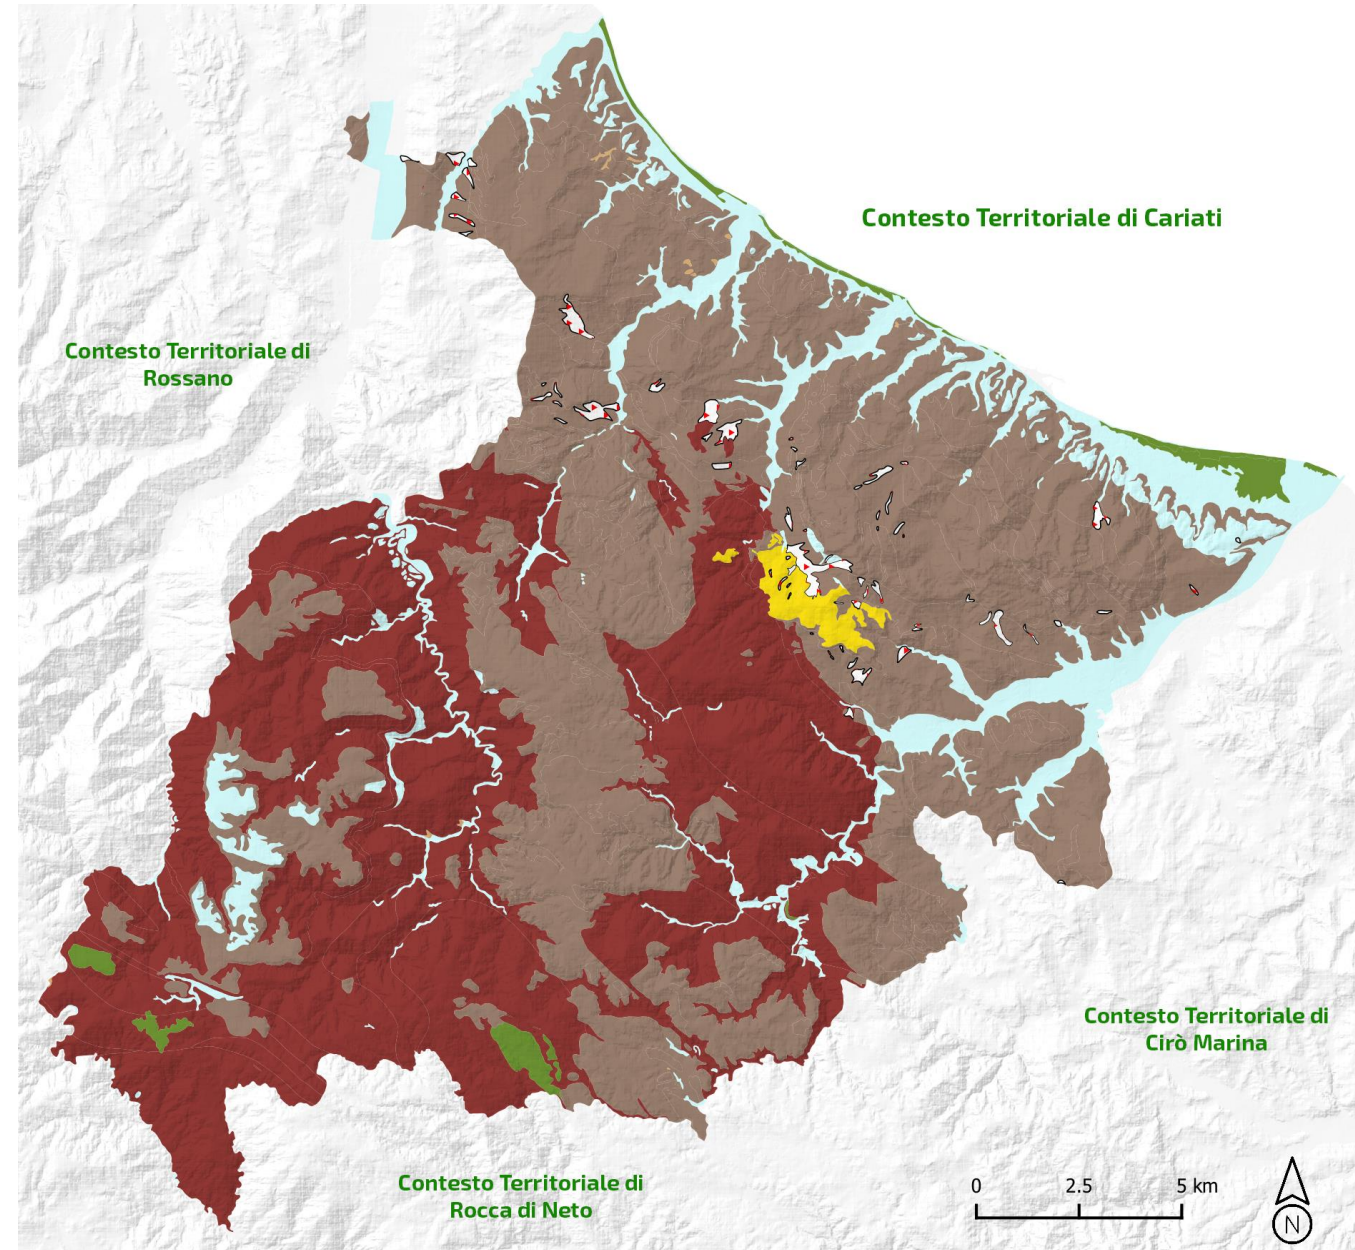 Contesto Territoriale di Cariati
Contesto Territoriale di
Rossano
Contesto Territoriale di
Cirò Marina
Contesto Territoriale di
Rocca di Neto
0 2.5 5 km
N